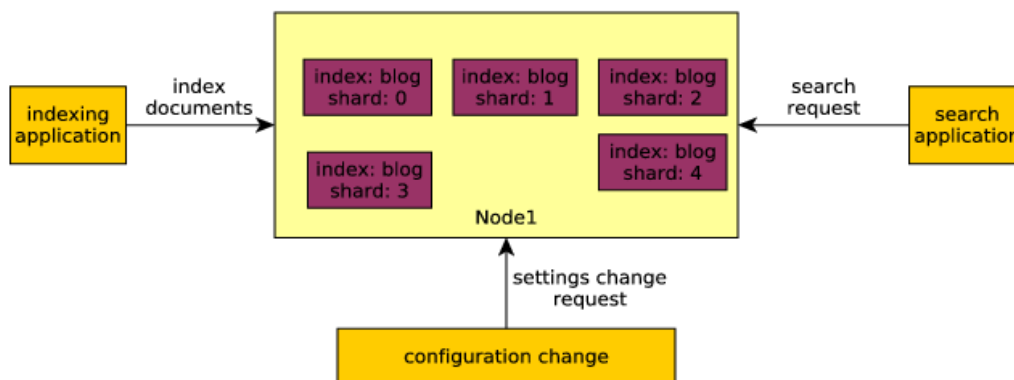 index: blog
shard: 0
index: blog
shard: 1
index: blog
shard: 2
index
documents
search
request
indexing
application
search
application
index: blog
shard: 3
index: blog
shard: 4
Node1
settings change
request
configuration change